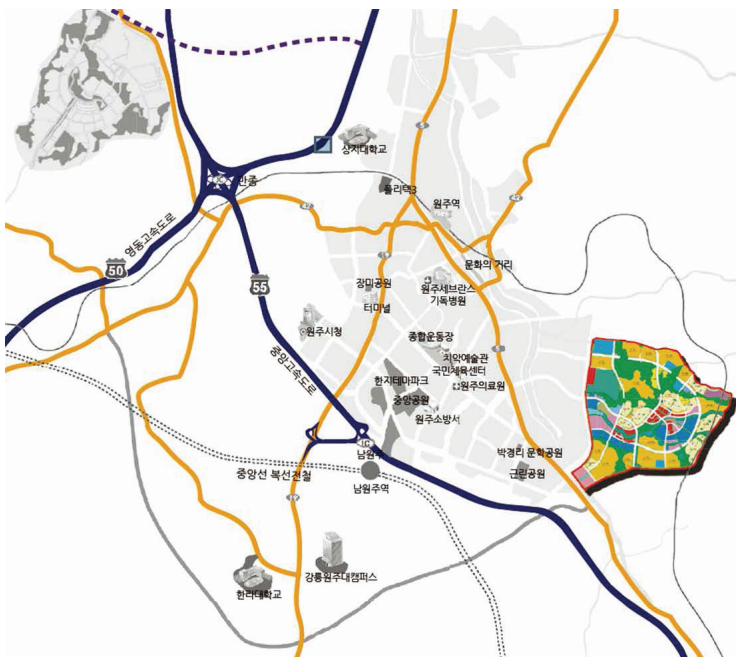 5
상지대학교
만종
폴리텍3
42
42
원주역
영동고속도로
50
55
19
문화의 거리
장미공원
터미널
원주세브란스
기독병원
원주시청
종합운동장
5
중앙고속도로
치악예술관
국민체육센터
한지테마파크
원주의료원
중앙공원
원주소방서
IC
남원주
박경리 문학공원
근린공원
중앙선 복선전철
남원주역
19
강릉원주대캠퍼스
한라대학교